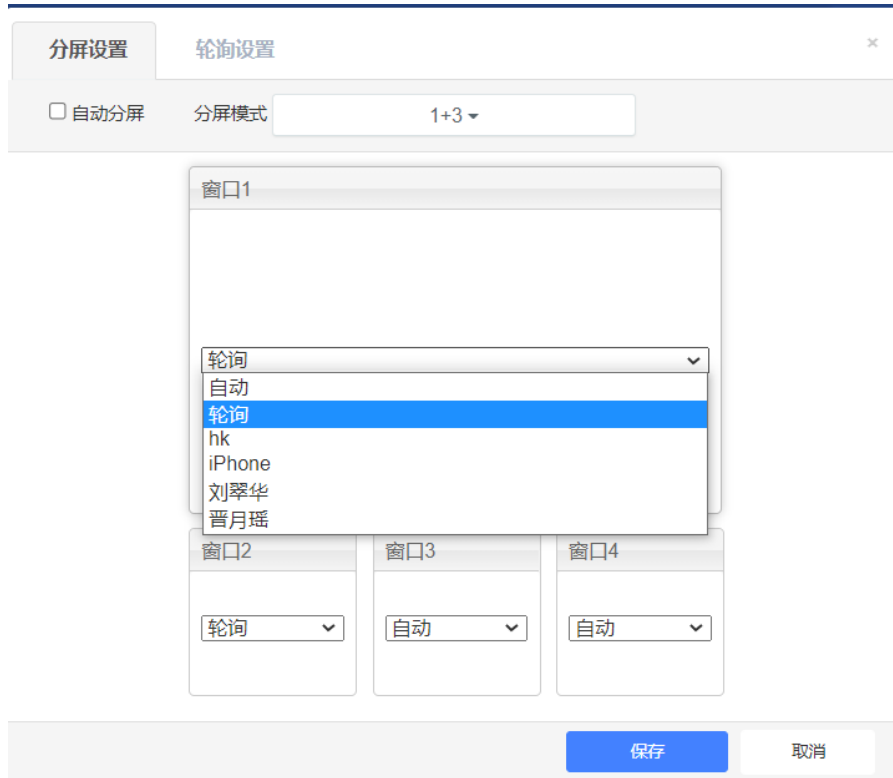 分屏设置 轮询设置 ×
自动分屏 分屏模式 1+3
窗口1
轮询
自动
轮询
hk
iPhone
刘翠华
晋月瑶
窗口2 窗口3 窗口4
轮询 自动 自动
保存 取消